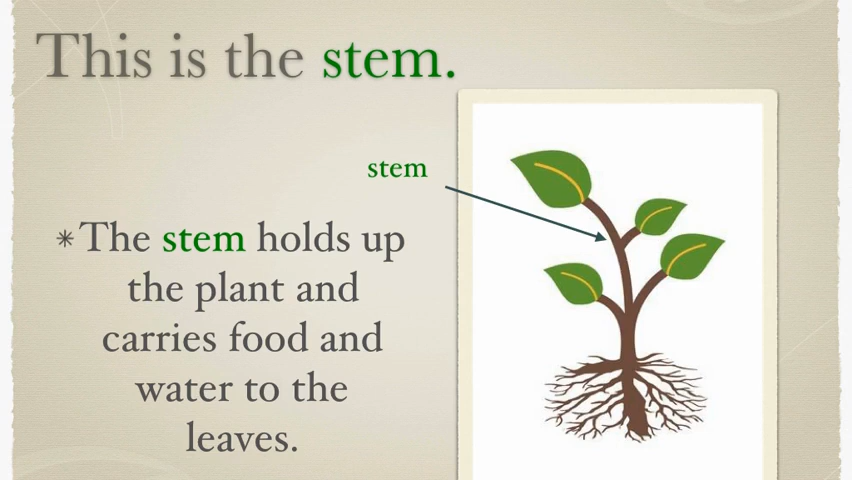 This is the stem.
stem
The stem holds up
the plant and
carries food and
water to the
leaves.